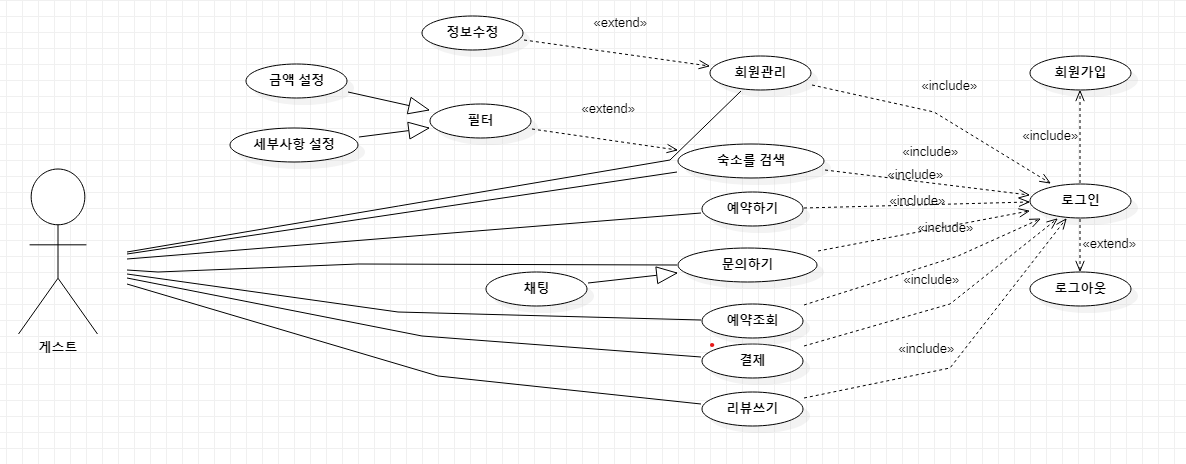 정보수정
«extend»
금액 설정
필터
세부사항 설정
«extend»
회원관리
«include»
회원가입
«include»
숙소를 검색
«include»
«include»
예약하기
«include»
로그인
문의하기
«include»
«extend»
채팅
로그아웃
예약조회
«include»
결제
«include»
리뷰쓰기
게스트